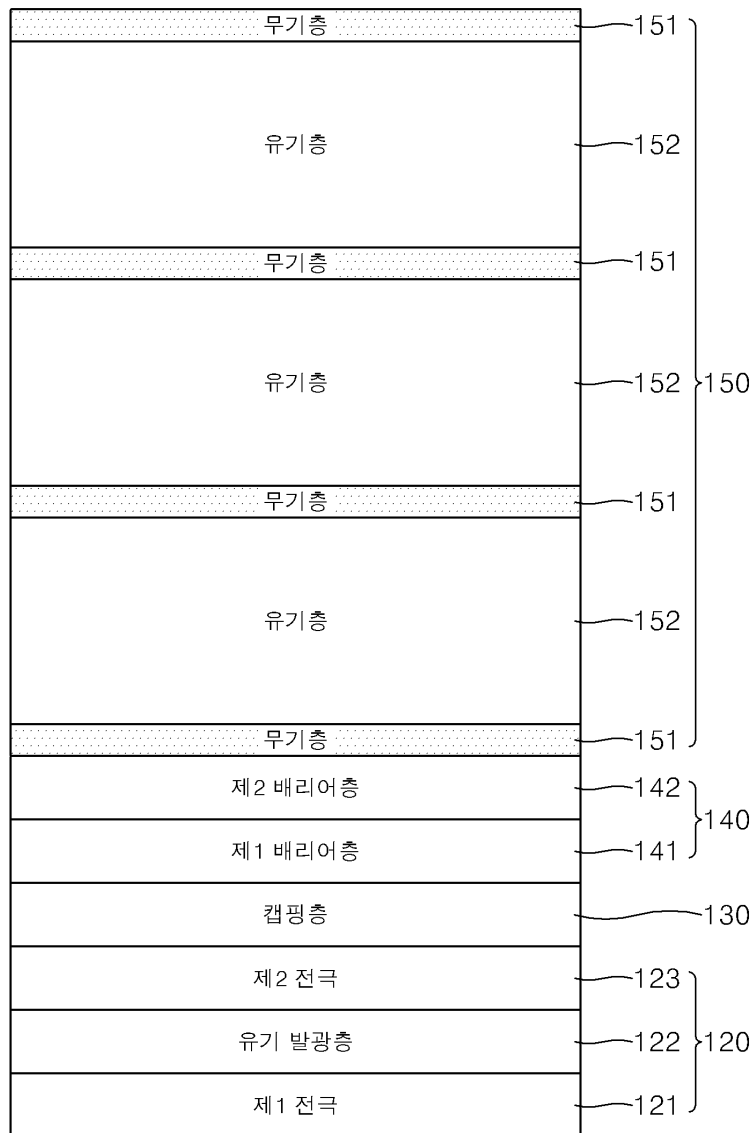 무기층 151
유기층 152
무기층 151
유기층 152 150
무기층 151
유기층 152
무기층 151
제2 배리어층 142
140
제1 배리어층 141
캡핑층 130
제2 전극 123
유기 발광층 122 120
제1 전극 121